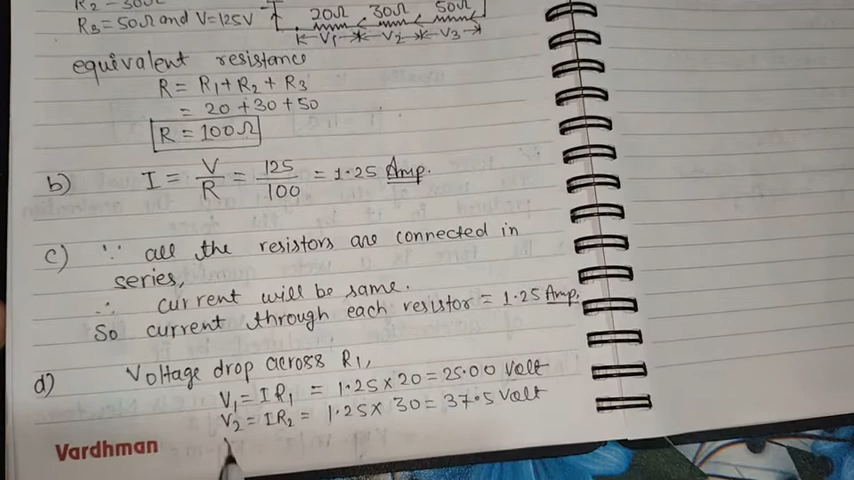 R2 = 30Ω
R3 = 50Ω and V = 125V
20Ω 30Ω 50Ω
V1 V2 V3
equivalent resistance
R = R1 + R2 + R3
= 20 + 30 + 50
R = 100Ω
b) I = V/R = 125/100 = 1.25 Amp.
c) ∵ all the resistors are connected in
series,
∴ current will be same.
So current through each resistor = 1.25 Amp.
d) Voltage drop across R1,
V1 = IR1 = 1.25 × 20 = 25.00 Volt
V2 = IR2 = 1.25 × 30 = 37.5 Volt
Vardhman